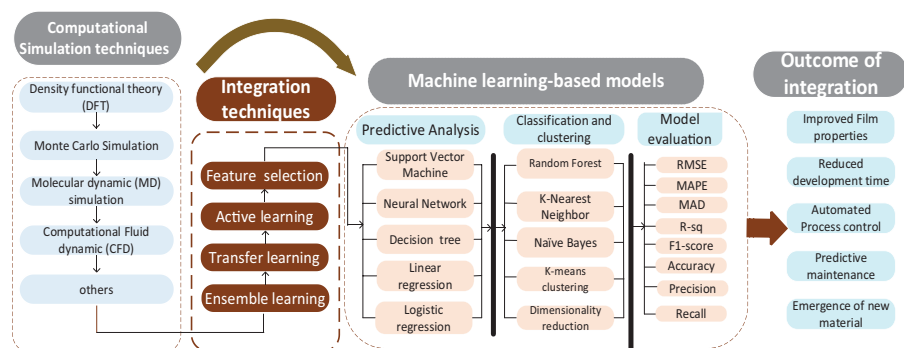 Computational
Simulation techniques
Density functional theory
(DFT)
Monte Carlo Simulation
Molecular dynamic (MD)
simulation
Computational Fluid
dynamic (CFD)
others
Integration
techniques
Feature selection
Active learning
Transfer learning
Ensemble learning
Machine learning-based models
Predictive Analysis
Support Vector
Machine
Neural Network
Decision tree
Linear
regression
Logistic
regression
Classification and
clustering
Random Forest
K-Nearest
Neighbor
Naïve Bayes
K-means
clustering
Dimensionality
reduction
Model
evaluation
RMSE
MAPE
MAD
R-sq
F1-score
Accuracy
Precision
Recall
Outcome of
integration
Improved Film
properties
Reduced
development time
Automated
Process control
Predictive
maintenance
Emergence of new
material